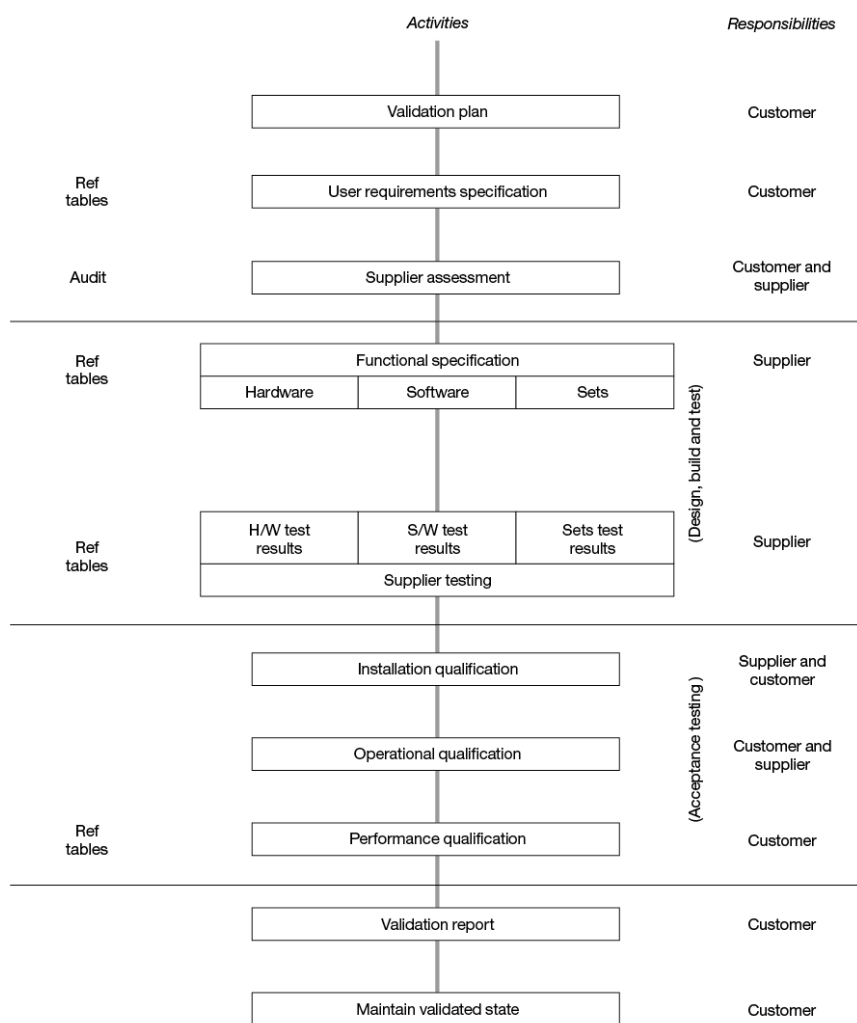 Activities
Responsibilities
Validation plan
Customer
Ref
tables
User requirements specification
Customer
Audit
Supplier assessment
Customer and
supplier
Ref
tables
Functional specification
Supplier
Hardware
Software
Sets
(Design, build and test)
Ref
tables
H/W test
results
S/W test
results
Sets test
results
Supplier
Supplier testing
Installation qualification
Supplier and
customer
(Acceptance testing)
Operational qualification
Customer and
supplier
Ref
tables
Performance qualification
Customer
Validation report
Customer
Maintain validated state
Customer